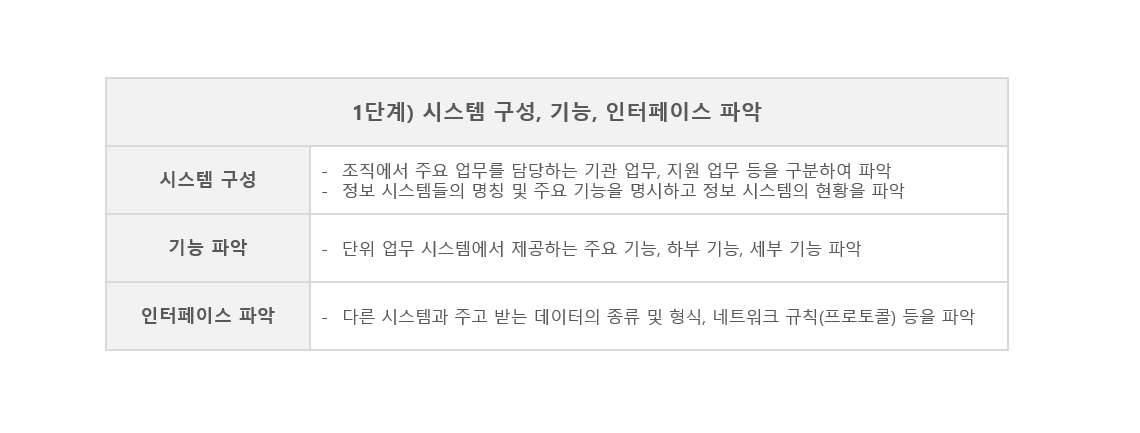 1단계) 시스템 구성, 기능, 인터페이스 파악
시스템 구성
- 조직에서 주요 업무를 담당하는 기관 업무, 지원 업무 등을 구분하여 파악
- 정보 시스템들의 명칭 및 주요 기능을 명시하고 정보 시스템의 현황을 파악
기능 파악
- 단위 업무 시스템에서 제공하는 주요 기능, 하부 기능, 세부 기능 파악
인터페이스 파악
- 다른 시스템과 주고 받는 데이터의 종류 및 형식, 네트워크 규칙(프로토콜) 등을 파악